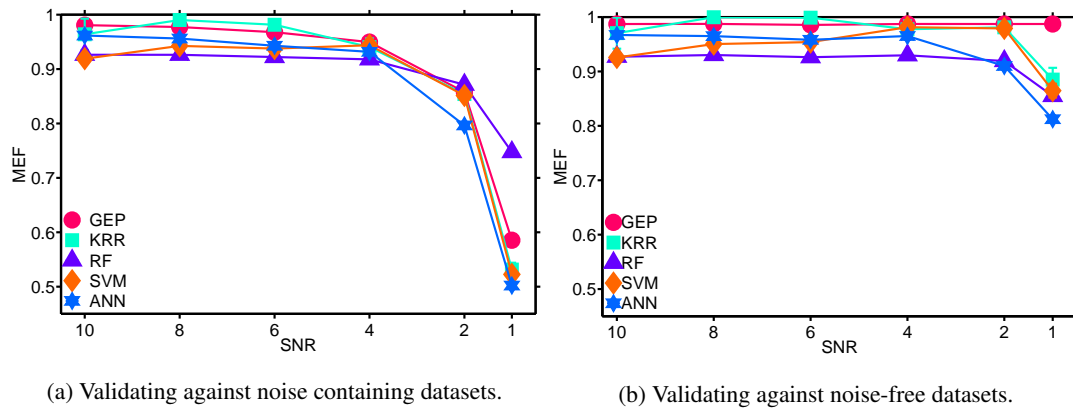 1
0.9
0.8
0.7
0.6
0.5
MEF
GEP
KRR
RF
SVM
ANN
10 8 6 4 2 1
SNR
(a) Validating against noise containing datasets.
1
0.9
0.8
0.7
0.6
0.5
MEF
GEP
KRR
RF
SVM
ANN
10 8 6 4 2 1
SNR
(b) Validating against noise-free datasets.